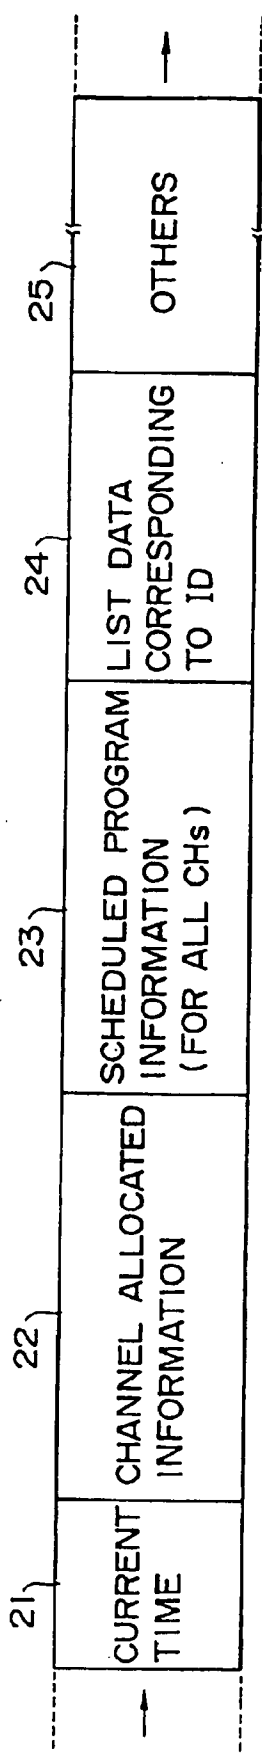 21
CURRENT
TIME
22
CHANNEL ALLOCATED
INFORMATION
23
SCHEDULED PROGRAM
INFORMATION
(FOR ALL CHs)
24
LIST DATA
CORRESPONDING
TO ID
25
OTHERS